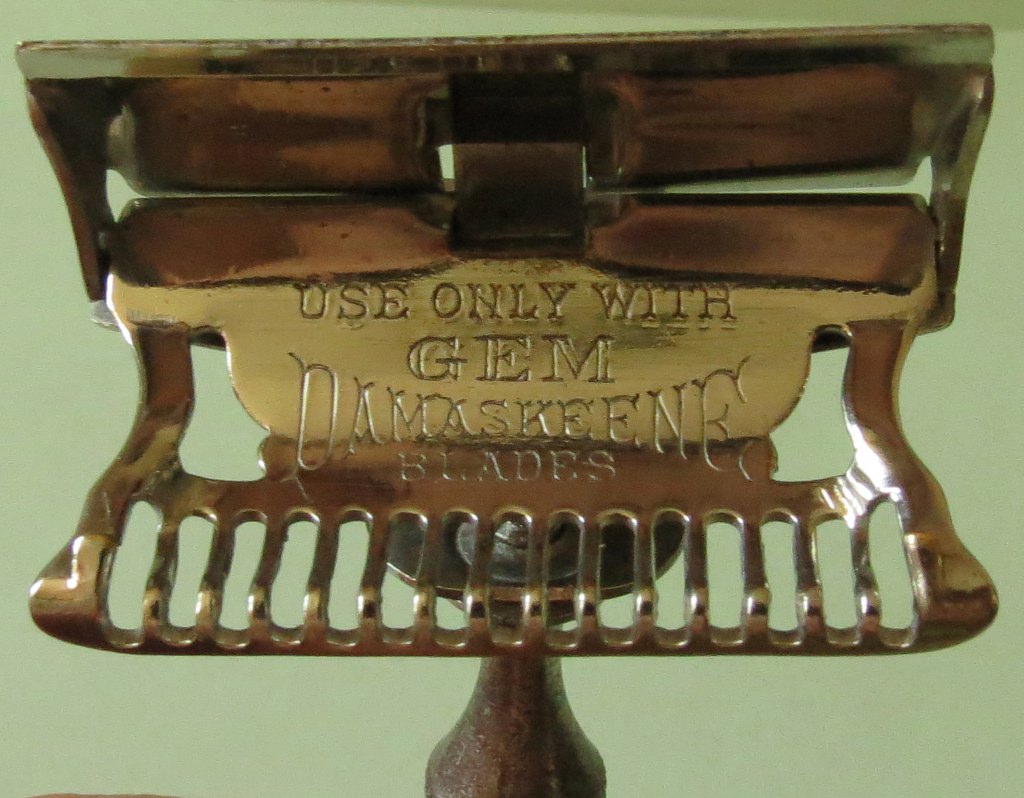 USE ONLY WITH
GEM
DAMASKEENE
BLADES